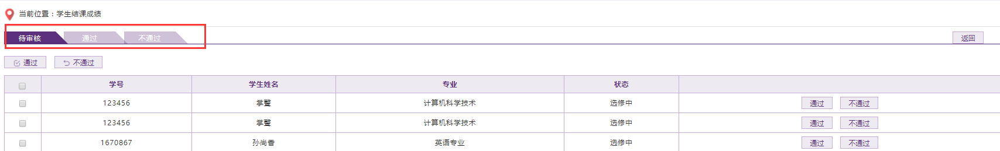 当前位置：学生结课成绩
待审核 通过 不通过 返回
通过 不通过
学号 学生姓名 专业 状态
123456 掌聲 计算机科学技术 选修中 通过 不通过
123456 掌聲 计算机科学技术 选修中 通过 不通过
1670867 孙尚香 英语专业 选修中 通过 不通过